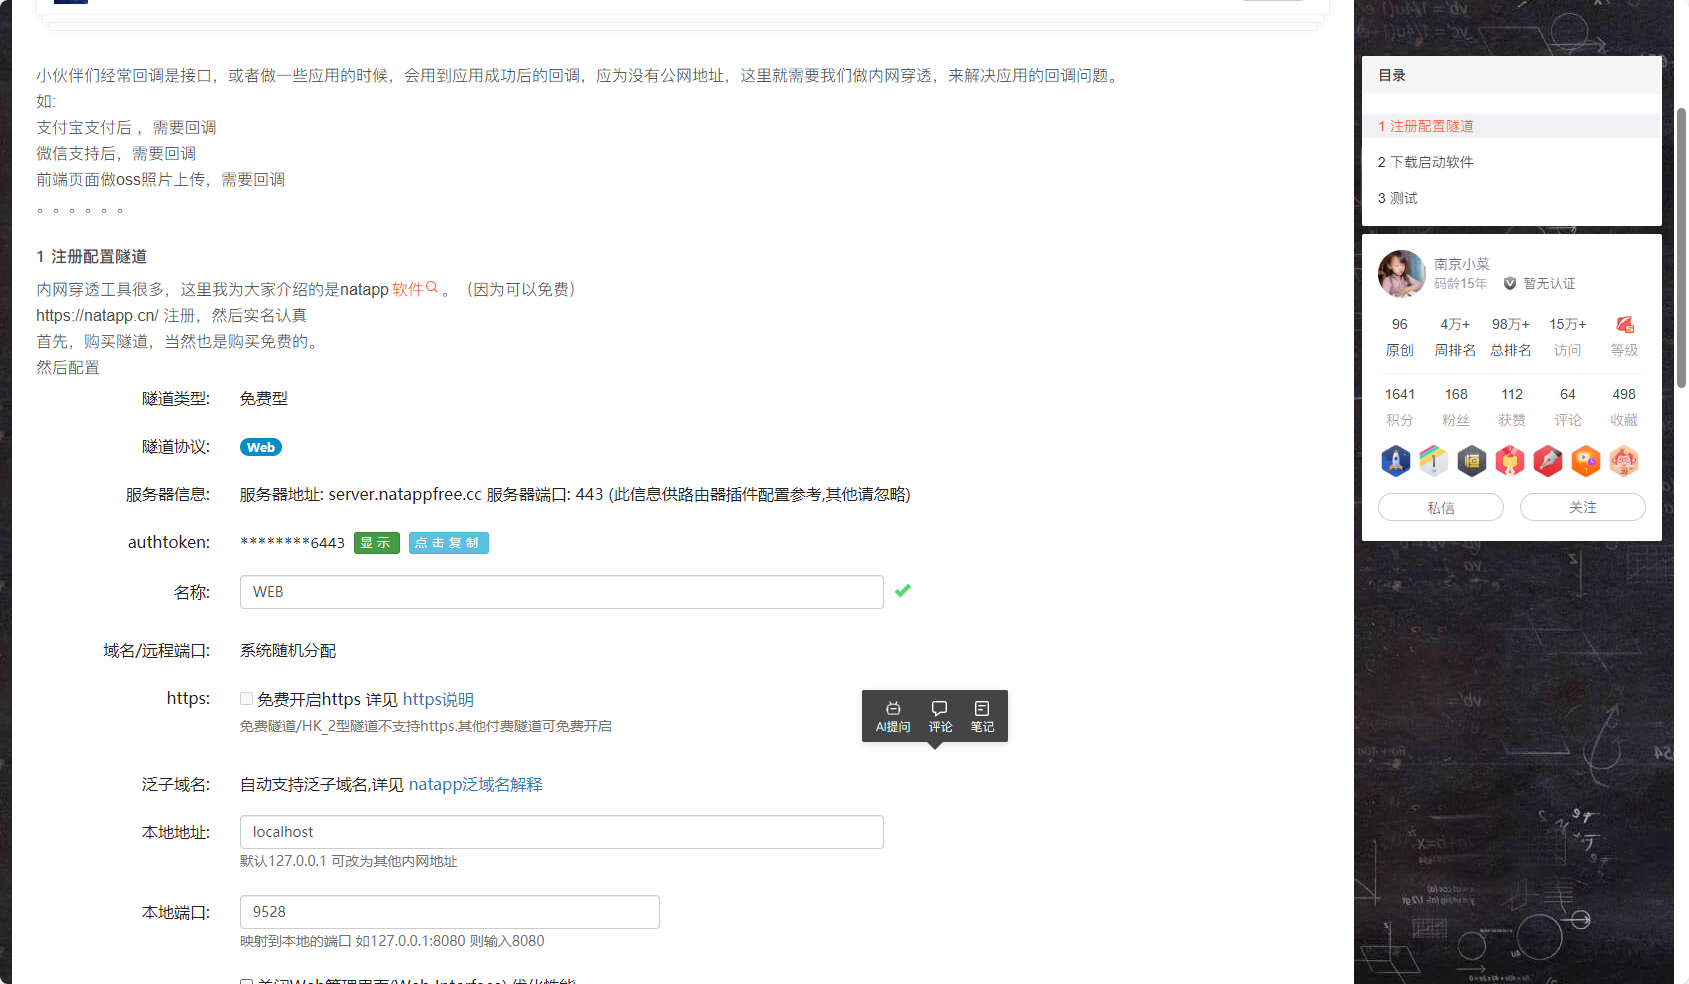 小伙伴们经常回调是接口，或者做一些应用的时候，会用到应用成功后的回调，应为没有公网地址，这里就需要我们做内网穿透，来解决应用的回调问题。
如:
支付宝支付后 ，需要回调
微信支持后，需要回调
前端页面做oss照片上传，需要回调
。。。。。。
1 注册配置隧道
内网穿透工具很多，这里我为大家介绍的是natapp 软件 。（因为可以免费）
https://natapp.cn/ 注册，然后实名认真
首先，购买隧道，当然也是购买免费的。
然后配置
隧道类型: 免费型
隧道协议: Web
服务器信息: 服务器地址: server.natappfree.cc 服务器端口: 443 (此信息供路由器插件配置参考,其他请忽略)
authtoken: ********6443 显示 点击复制
名称: WEB
域名/远程端口: 系统随机分配
https: 免费开启https 详见 https说明
免费隧道/HK_2型隧道不支持https.其他付费隧道可免费开启
AI提问 评论 笔记
泛子域名: 自动支持泛子域名,详见 natapp泛域名解释
本地地址: localhost
默认127.0.0.1 可改为其他内网地址
本地端口: 9528
映射到本地的端口 如127.0.0.1:8080 则输入8080
关闭Web管理界面(Web Interface) 优化性能
目录
1 注册配置隧道
2 下载启动软件
3 测试
南京小菜
码龄15年 暂无认证
96 4万+ 98万+ 15万+
原创 周排名 总排名 访问 等级
1641 168 112 64 498
积分 粉丝 获赞 评论 收藏
私信 关注